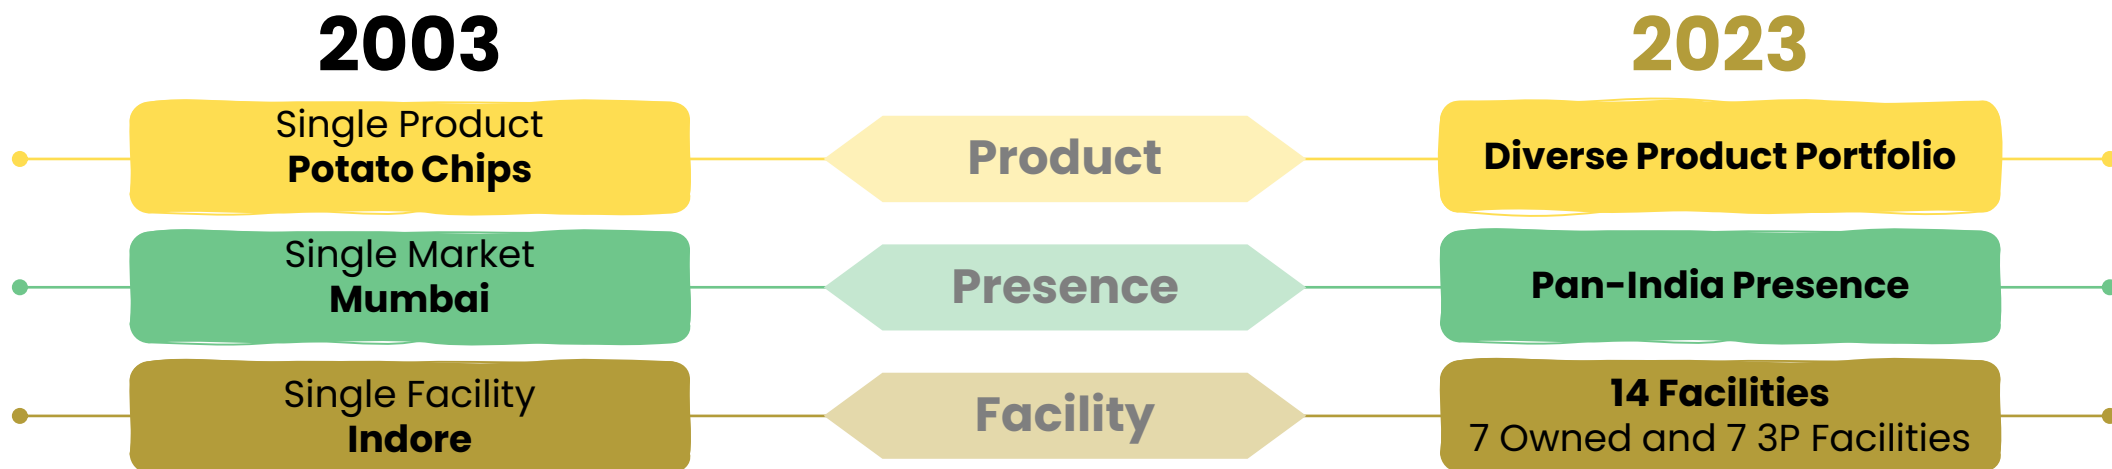 2003
2023
Single Product
Potato Chips
Product
Diverse Product Portfolio
Single Market
Mumbai
Presence
Pan-India Presence
Single Facility
Indore
Facility
14 Facilities
7 Owned and 7 3P Facilities